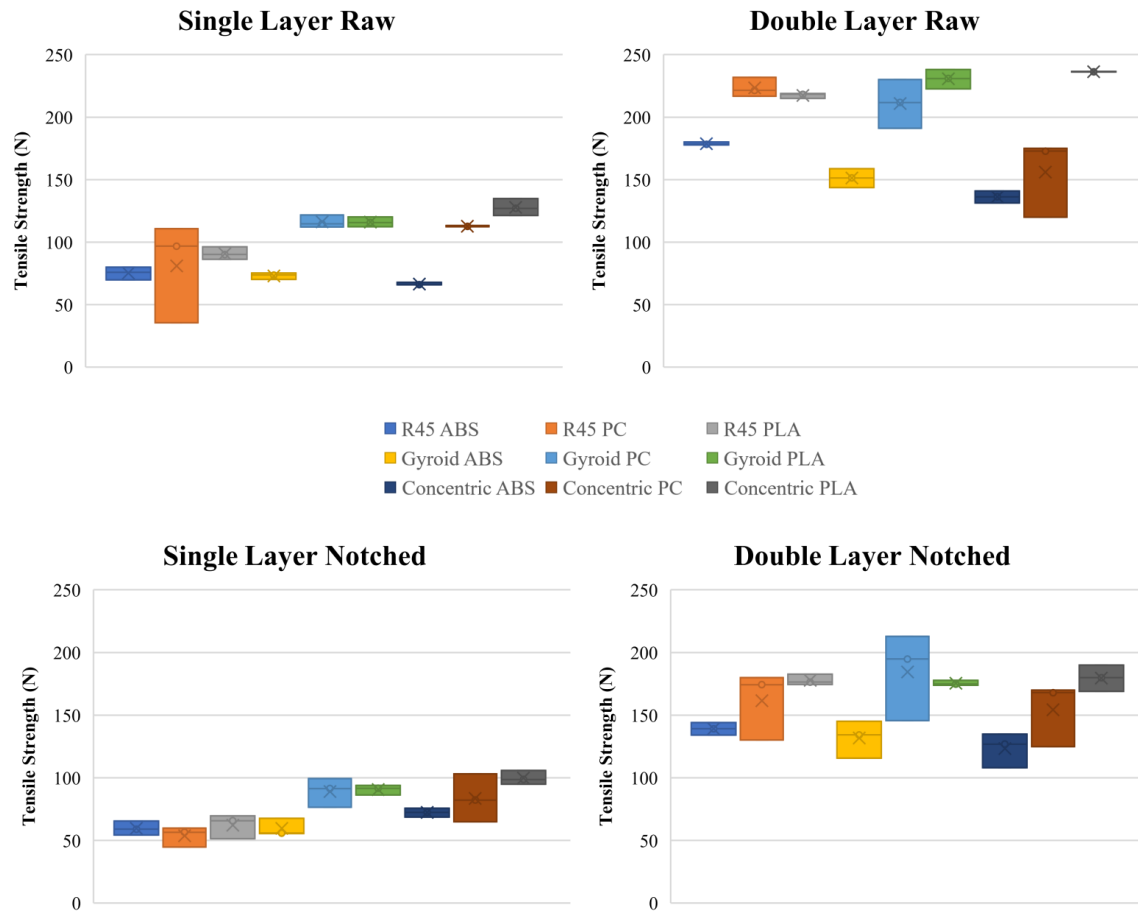 Single Layer Raw
250
200
150
100
50
0
Tensile Strength (N)
Double Layer Raw
250
200
150
100
50
0
Tensile Strength (N)
R45 ABS R45 PC R45 PLA
Gyroid ABS Gyroid PC Gyroid PLA
Concentric ABS Concentric PC Concentric PLA
Single Layer Notched
250
200
150
100
50
0
Tensile Strength (N)
Double Layer Notched
250
200
150
100
50
0
Tensile Strength (N)